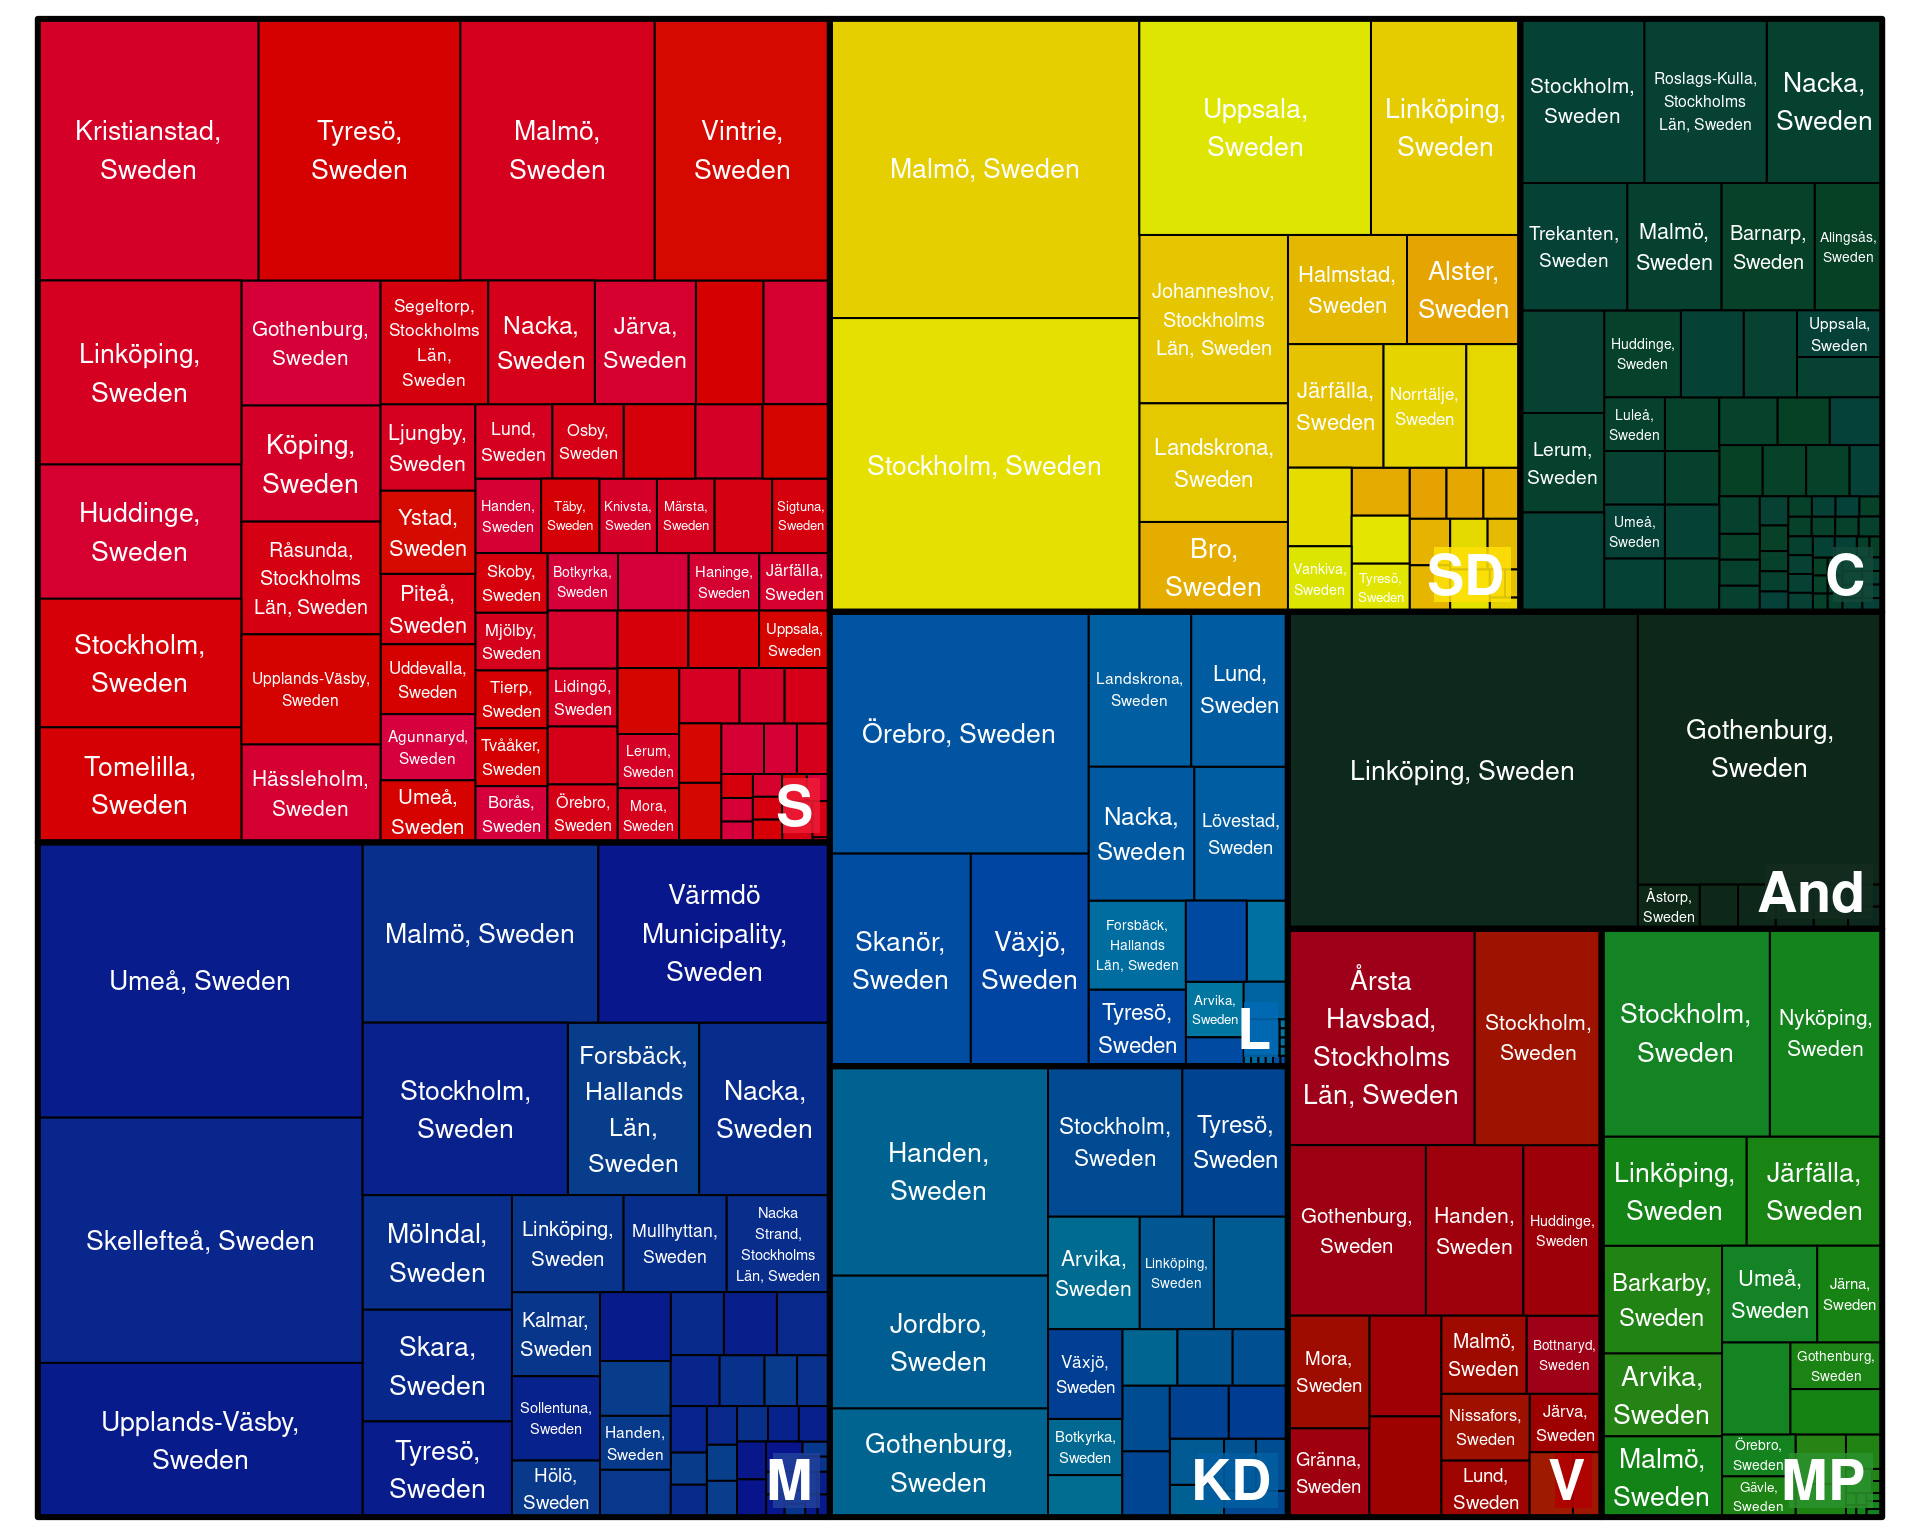 Kristianstad,
Sweden
Tyresö,
Sweden
Malmö,
Sweden
Vintrie,
Sweden
Linköping,
Sweden
Huddinge,
Sweden
Stockholm,
Sweden
Tomelilla,
Sweden
Gothenburg,
Sweden
Köping,
Sweden
Råsunda,
Stockholms
Län, Sweden
Upplands-Väsby,
Sweden
Hässleholm,
Sweden
Segeltorp,
Stockholms
Län,
Sweden
Nacka,
Sweden
Järva,
Sweden
Ljungby,
Sweden
Ystad,
Sweden
Piteå,
Sweden
Uddevalla,
Sweden
Agunnaryd,
Sweden
Umeå,
Sweden
Lund,
Sweden
Osby,
Sweden
Handen,
Sweden
Täby,
Sweden
Knivsta,
Sweden
Märsta,
Sweden
Sigtuna,
Sweden
Skoby,
Sweden
Botkyrka,
Sweden
Haninge,
Sweden
Järfälla,
Sweden
Mjölby,
Sweden
Uppsala,
Sweden
Tierp,
Sweden
Lidingö,
Sweden
Tvååker,
Sweden
Lerum,
Sweden
Borås,
Sweden
Örebro,
Sweden
Mora,
Sweden
S
Malmö, Sweden
Stockholm, Sweden
Uppsala,
Sweden
Linköping,
Sweden
Johanneshov,
Stockholms
Län, Sweden
Landskrona,
Sweden
Bro,
Sweden
Halmstad,
Sweden
Alster,
Sweden
Järfälla,
Sweden
Norrtälje,
Sweden
Vankiva,
Sweden
Tyresö,
Sweden
SD
Stockholm,
Sweden
Roslags-Kulla,
Stockholms
Län, Sweden
Nacka,
Sweden
Trekanten,
Sweden
Malmö,
Sweden
Barnarp,
Sweden
Alingsås,
Sweden
Huddinge,
Sweden
Uppsala,
Sweden
Lerum,
Sweden
Luleå,
Sweden
Umeå,
Sweden
C
Umeå, Sweden
Skellefteå, Sweden
Upplands-Väsby,
Sweden
Malmö, Sweden
Värmdö
Municipality,
Sweden
Stockholm,
Sweden
Forsbäck,
Hallands
Län,
Sweden
Nacka,
Sweden
Mölndal,
Sweden
Skara,
Sweden
Tyresö,
Sweden
Linköping,
Sweden
Mullhyttan,
Sweden
Nacka
Strand,
Stockholms
Län, Sweden
Kalmar,
Sweden
Sollentuna,
Sweden
Handen,
Sweden
Hölö,
Sweden
M
Örebro, Sweden
Landskrona,
Sweden
Lund,
Sweden
Nacka,
Sweden
Lövestad,
Sweden
Skanör,
Sweden
Växjö,
Sweden
Forsbäck,
Hallands
Län, Sweden
Arvika,
Sweden
Tyresö,
Sweden
L
Handen,
Sweden
Jordbro,
Sweden
Gothenburg,
Sweden
Stockholm,
Sweden
Tyresö,
Sweden
Arvika,
Sweden
Linköping,
Sweden
Växjö,
Sweden
Botkyrka,
Sweden
KD
Linköping, Sweden
Gothenburg,
Sweden
Åstorp,
Sweden
And
Årsta
Havsbad,
Stockholms
Län, Sweden
Stockholm,
Sweden
Gothenburg,
Sweden
Handen,
Sweden
Huddinge,
Sweden
Mora,
Sweden
Gränna,
Sweden
Malmö,
Sweden
Bottnaryd,
Sweden
Nissafors,
Sweden
Järva,
Sweden
Lund,
Sweden
V
Stockholm,
Sweden
Nyköping,
Sweden
Linköping,
Sweden
Järfälla,
Sweden
Barkarby,
Sweden
Umeå,
Sweden
Järna,
Sweden
Arvika,
Sweden
Gothenburg,
Sweden
Malmö,
Sweden
Örebro,
Sweden
Gävle,
Sweden
MP